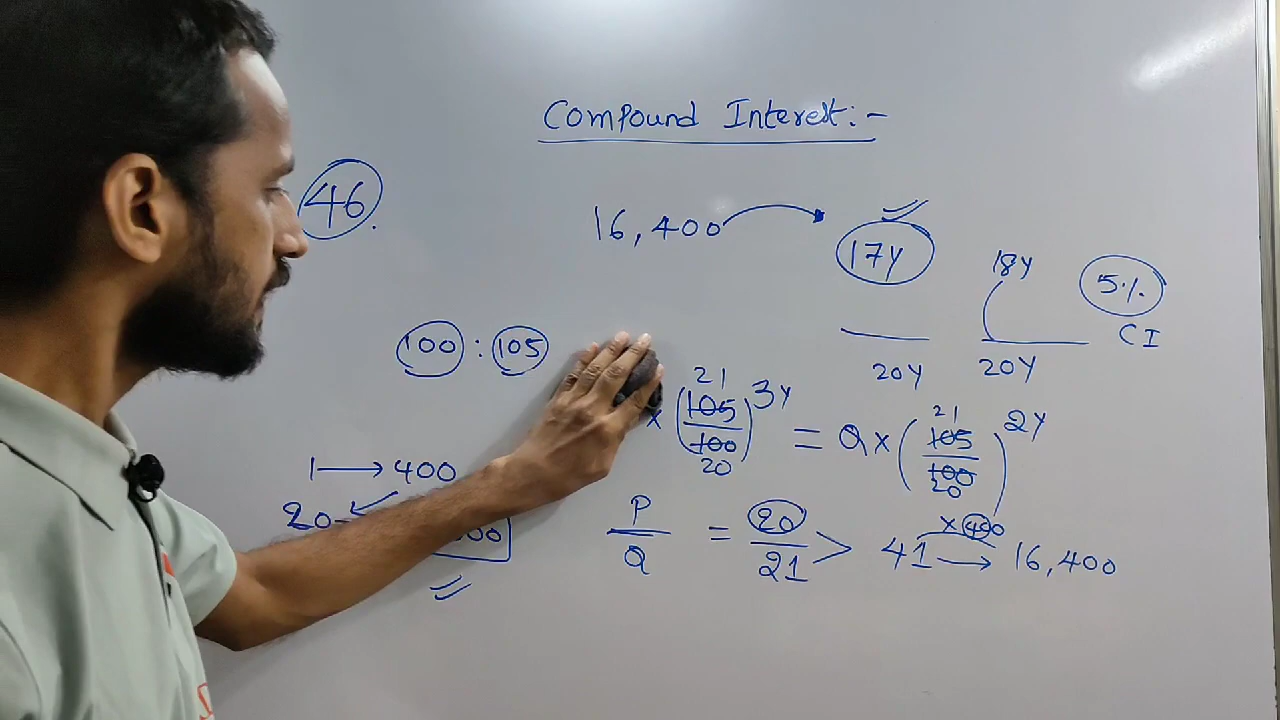 Compound Interest:-
46.
16,400 → 17Y
18Y
5%
CI
20Y
20Y
100 : 105
× (105/100)^3Y = Q × (105/100)^2Y
21
20
21
20
1 → 400
20
00
P/Q = 20/21 > 41 → 16,400
×400